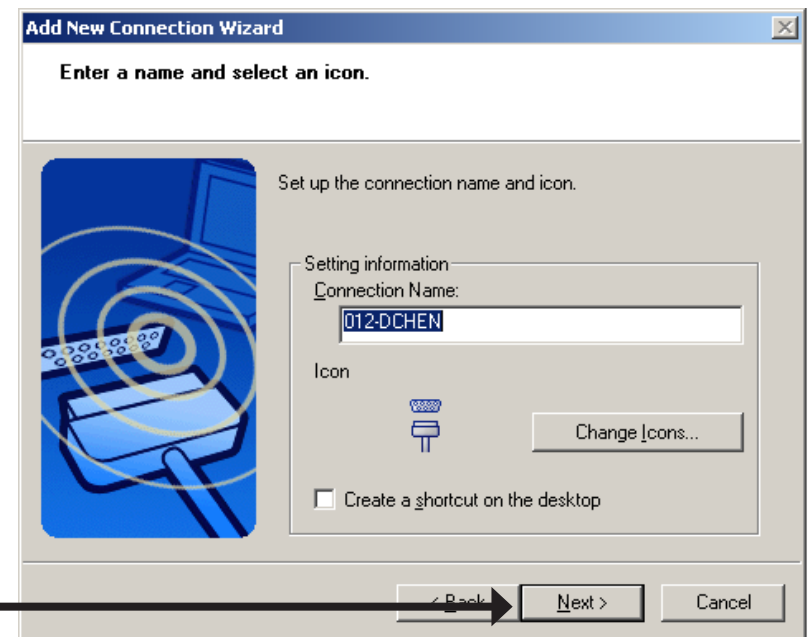 Add New Connection Wizard
Enter a name and select an icon.
Set up the connection name and icon.
Setting information
Connection Name:
012-DCHEN
Icon
Change Icons...
Create a shortcut on the desktop
< Back Next > Cancel